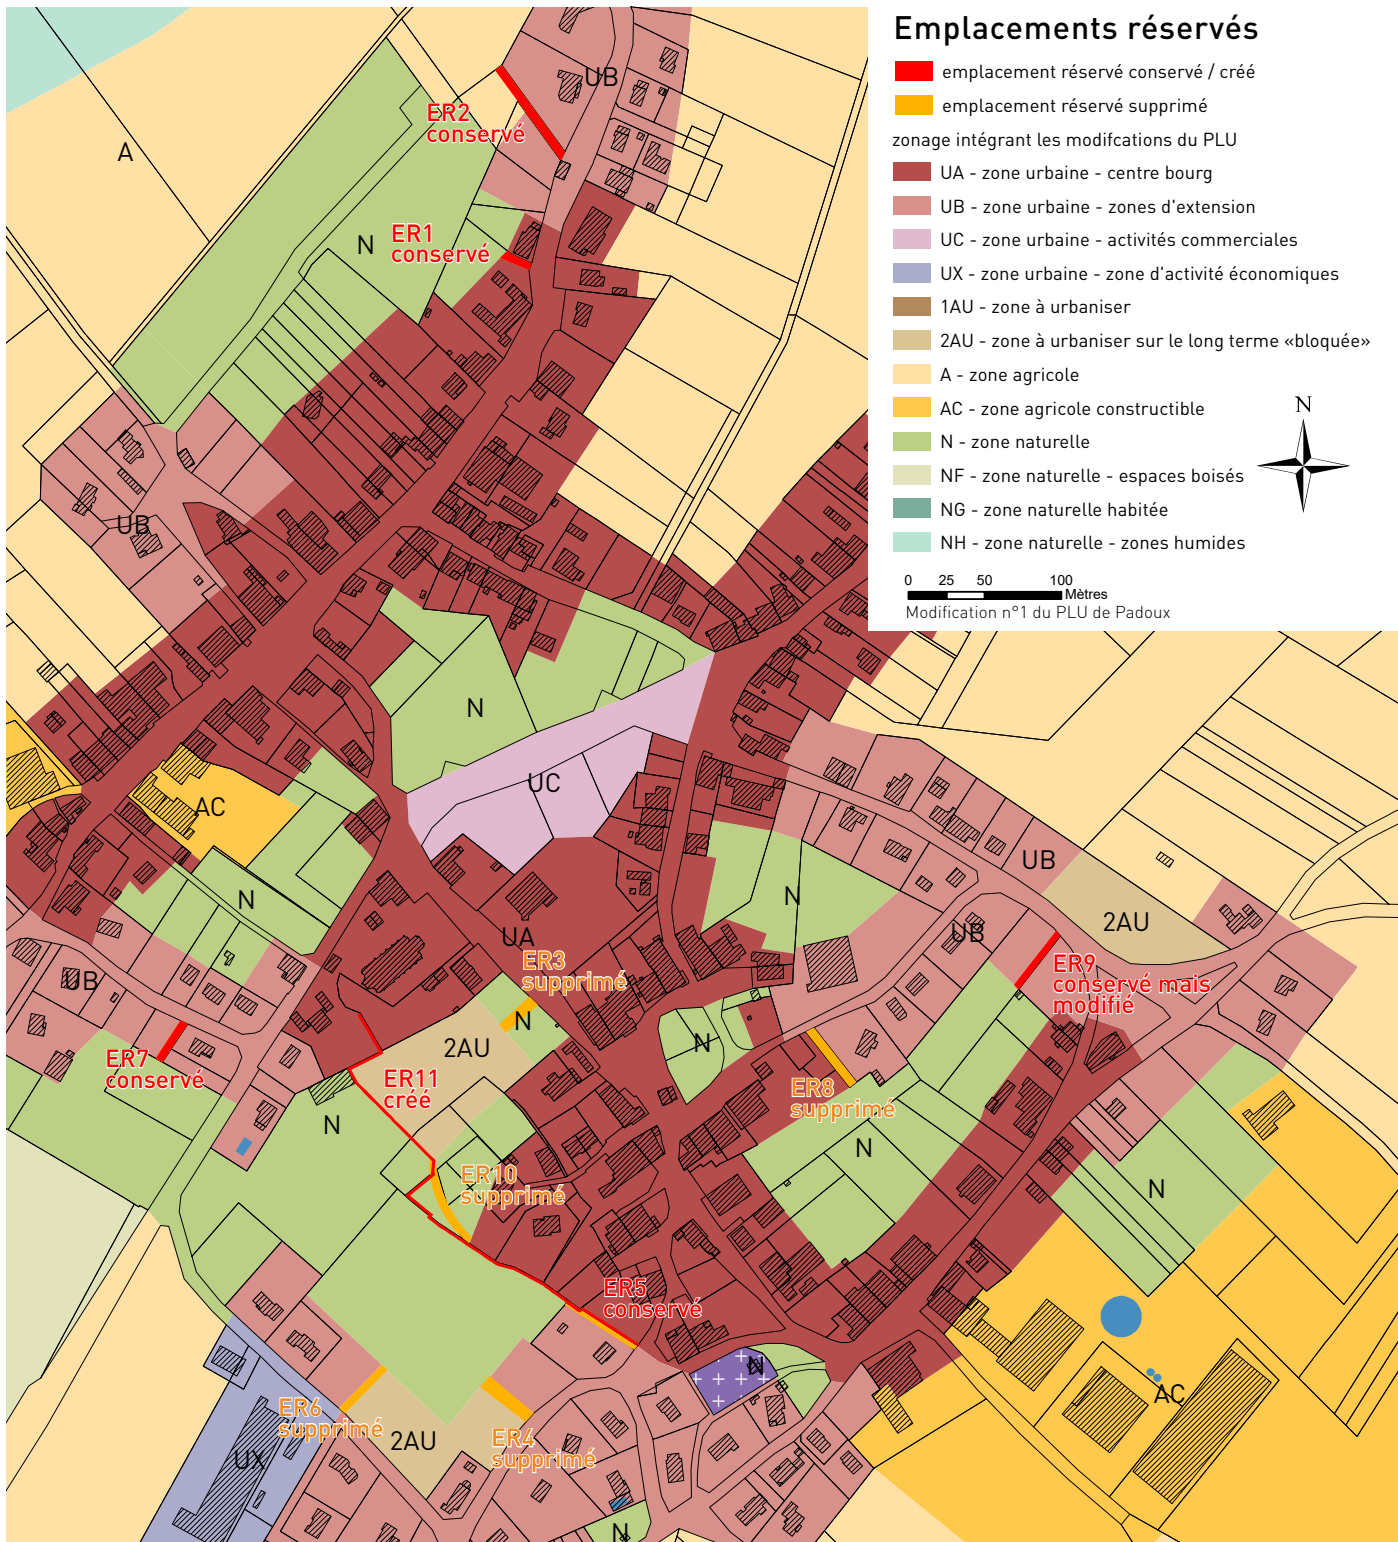 Emplacements réservés
emplacement réservé conservé / créé
emplacement réservé supprimé
zonage intégrant les modifcations du PLU
UA - zone urbaine - centre bourg
UB - zone urbaine - zones d'extension
UC - zone urbaine - activités commerciales
UX - zone urbaine - zone d'activité économiques
1AU - zone à urbaniser
2AU - zone à urbaniser sur le long terme «bloquée»
A - zone agricole
AC - zone agricole constructible
N - zone naturelle
NF - zone naturelle - espaces boisés
NG - zone naturelle habitée
NH - zone naturelle - zones humides
N
0 25 50 100
Mètres
Modification n°1 du PLU de Padoux
UB
ER2
conservé
A
ER1
conservé
N
UB
N
UC
AC
UB
N
N
2AU
UA
UB
ER3
supprimé
ER9
conservé mais
modifié
UB
N
2AU
N
ER7
conservé
ER11
créé
ER8
supprimé
N
N
ER10
supprimé
N
ER5
conservé
N
AC
ER6
supprimé
2AU
ER4
supprimé
UX
N